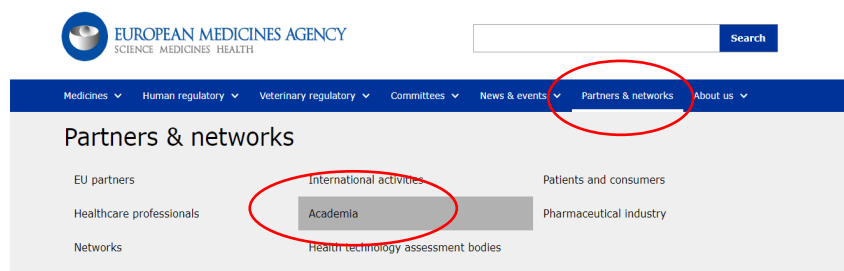 EUROPEAN MEDICINES AGENCY
SCIENCE MEDICINES HEALTH
Search
Medicines Human regulatory Veterinary regulatory Committees News & events Partners & networks About us
Partners & networks
EU partners International activities Patients and consumers
Healthcare professionals Academia Pharmaceutical industry
Networks Health technology assessment bodies